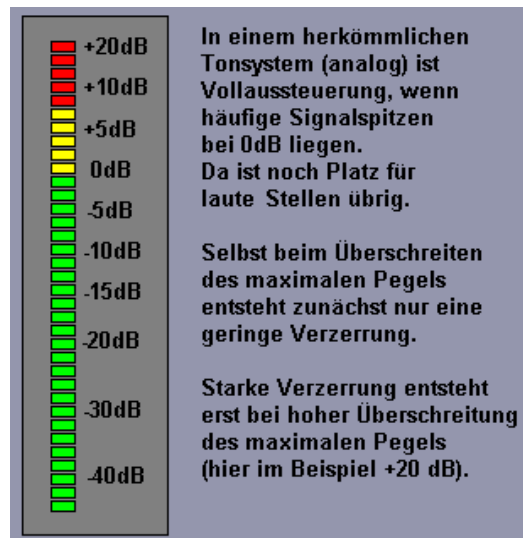 +20dB
+10dB
+5dB
0dB
-5dB
-10dB
-15dB
-20dB
-30dB
-40dB
In einem herkömmlichen
Tonsystem (analog) ist
Vollaussteuerung, wenn
häufige Signalspitzen
bei 0dB liegen.
Da ist noch Platz für
laute Stellen übrig.
Selbst beim Überschreiten
des maximalen Pegels
entsteht zunächst nur eine
geringe Verzerrung.
Starke Verzerrung entsteht
erst bei hoher Überschreitung
des maximalen Pegels
(hier im Beispiel +20 dB).